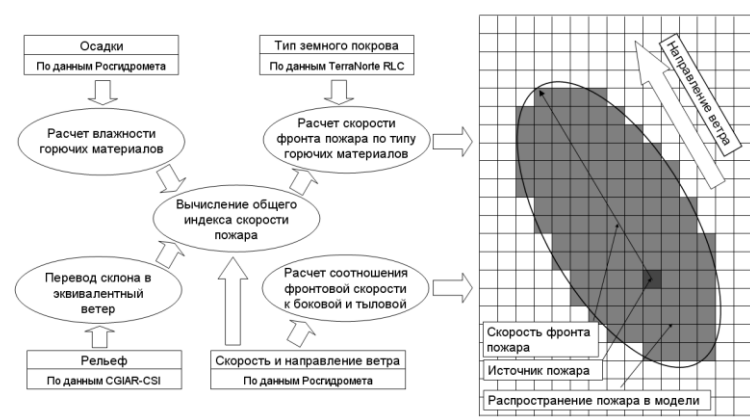 Осадки
По данным Росгидромета
Тип земного покрова
По данным TerraNorte RLC
Расчет влажности
горючих материалов
Расчет скорости
фронта пожара по типу
горючих материалов
Вычисление общего
индекса скорости
пожара
Перевод склона в
эквивалентный
ветер
Расчет соотношения
фронтовой скорости
к боковой и тыловой
Рельеф
По данным CGIAR-CSI
Скорость и направление ветра
По данным Росгидромета
Направление ветра
Скорость фронта
пожара
Источник пожара
Распространение пожара в модели